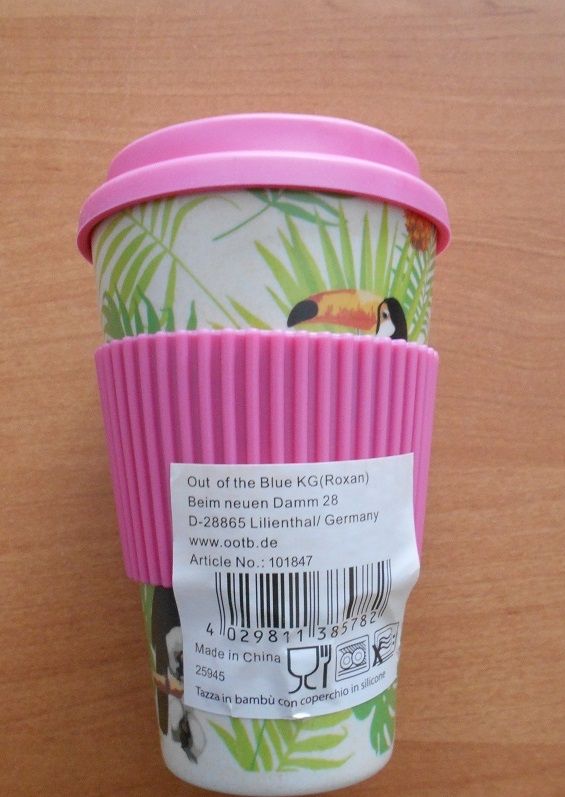 Out of the Blue KG(Roxan)
Beim neuen Damm 28
D-28865 Lilienthal/ Germany
www.ootb.de
Article No.: 101847
4 029811 385782
Made in China
25945
Tazza in bambù con coperchio in silicone